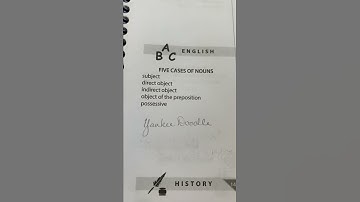 A
B C ENGLISH
FIVE CASES OF NOUNS
subject
direct object
indirect object
object of the preposition
possessive
Yankee Doodle
HISTORY